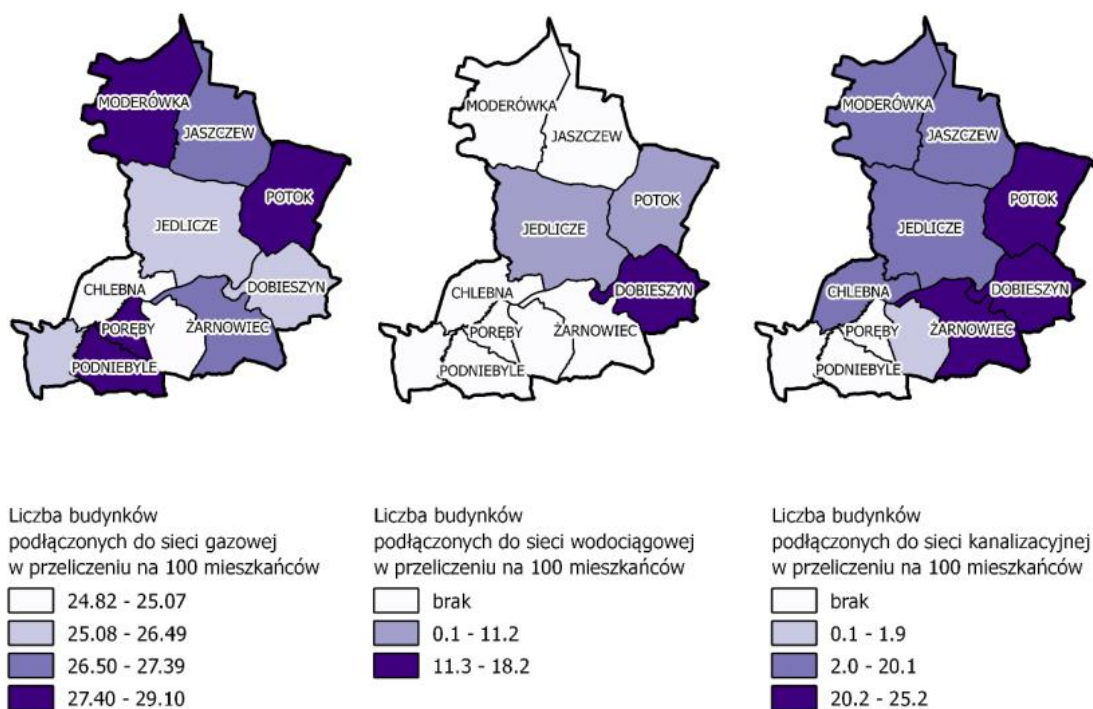 MODERÓWKA
JASZCZEW
POTOK
JEDLICZE
CHLEBNA
DOBIESZYN
PORĘBY
ŻARNOWIEC
PODNIEBYLE
MODERÓWKA
JASZCZEW
POTOK
JEDLICZE
CHLEBNA
DOBIESZYN
PORĘBY
ŻARNOWIEC
PODNIEBYLE
MODERÓWKA
JASZCZEW
POTOK
JEDLICZE
CHLEBNA
DOBIESZYN
PORĘBY
ŻARNOWIEC
PODNIEBYLE
Liczba budynków
podłączonych do sieci gazowej
w przeliczeniu na 100 mieszkańców
24.82 - 25.07
25.08 - 26.49
26.50 - 27.39
27.40 - 29.10
Liczba budynków
podłączonych do sieci wodociągowej
w przeliczeniu na 100 mieszkańców
brak
0.1 - 11.2
11.3 - 18.2
Liczba budynków
podłączonych do sieci kanalizacyjnej
w przeliczeniu na 100 mieszkańców
brak
0.1 - 1.9
2.0 - 20.1
20.2 - 25.2